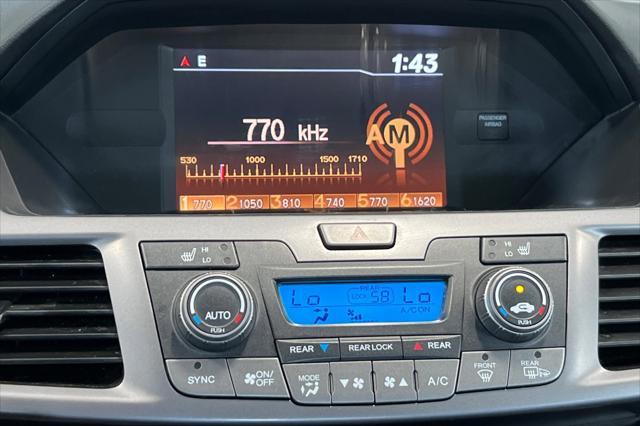 E 1:43
PASSENGER AIRBAG
770 kHz
AM
530 1000 1500 1710
1 770 2 1050 3 810 4 740 5 770 6 1620
HI
LO
HI
LO
REAR
Lo LOCK 58 Lo
A/C ON
AUTO
PUSH
PUSH
REAR REAR LOCK REAR
SYNC ON/OFF MODE A/C FRONT REAR